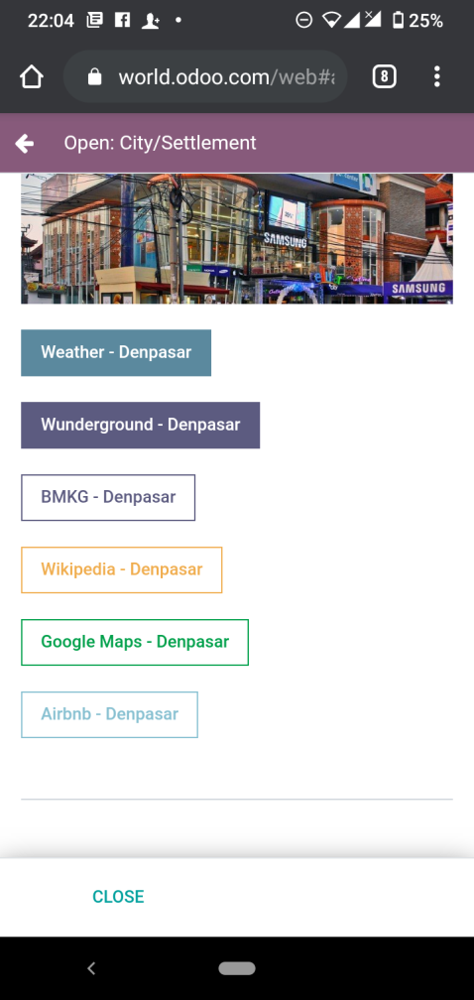 22:04
25%
world.odoo.com/web#
8
Open: City/Settlement
SAMSUNG
SAMSUNG
Weather - Denpasar
Wunderground - Denpasar
BMKG - Denpasar
Wikipedia - Denpasar
Google Maps - Denpasar
Airbnb - Denpasar
CLOSE